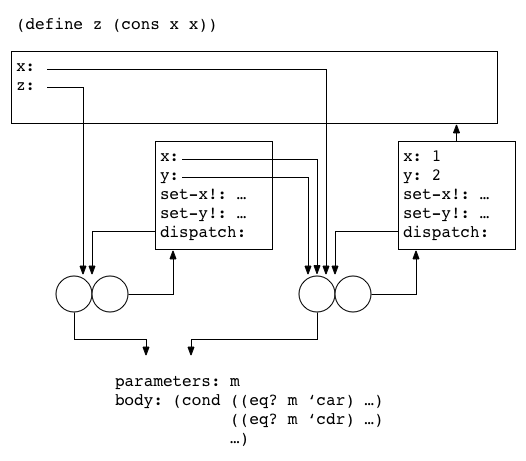 (define z (cons x x))
x:
z:
x:
y:
set-x!: …
set-y!: …
dispatch:
x: 1
y: 2
set-x!: …
set-y!: …
dispatch:
parameters: m
body: (cond ((eq? m ‘car) …)
((eq? m ‘cdr) …)
…)